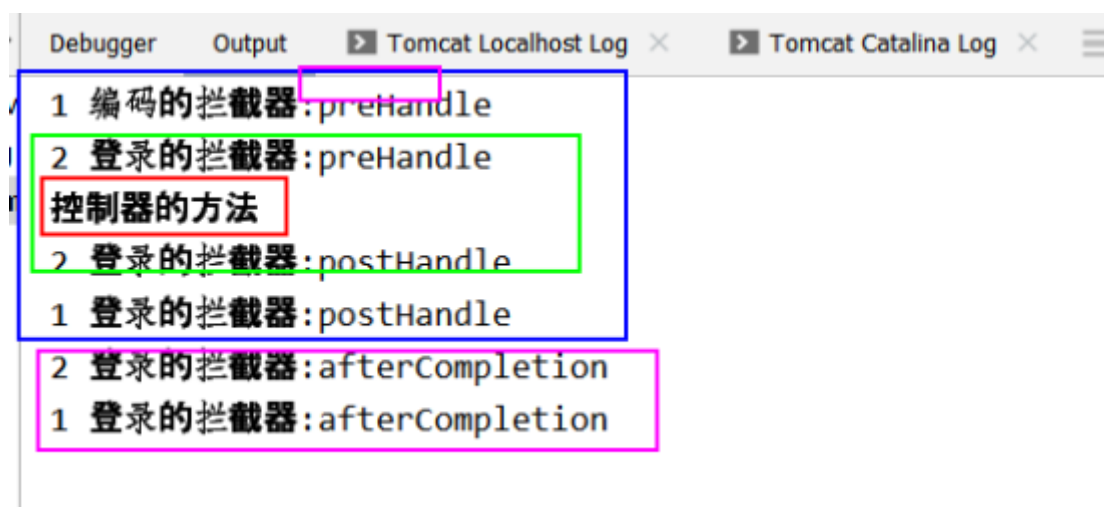 Debugger Output Tomcat Localhost Log Tomcat Catalina Log
1 编码的拦截器:preHandle
2 登录的拦截器:preHandle
控制器的方法
2 登录的拦截器:postHandle
1 登录的拦截器:postHandle
2 登录的拦截器:afterCompletion
1 登录的拦截器:afterCompletion